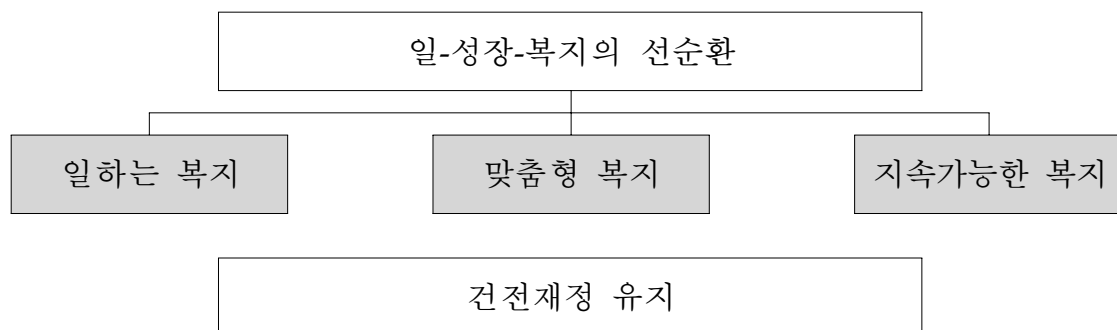 일-성장-복지의 선순환
일하는 복지
맞춤형 복지
지속가능한 복지
건전재정 유지